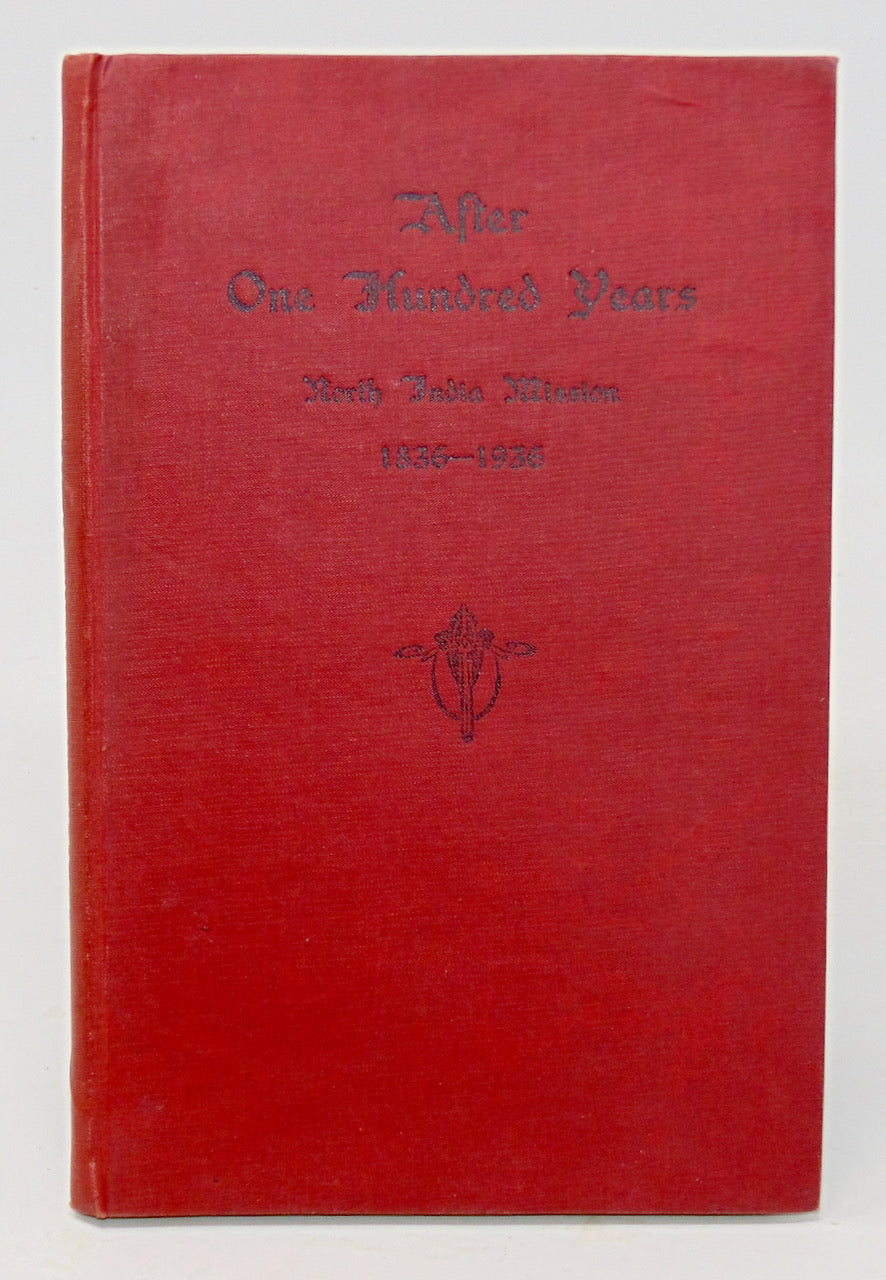 After
One Hundred Years
North India Mission
1836—1936